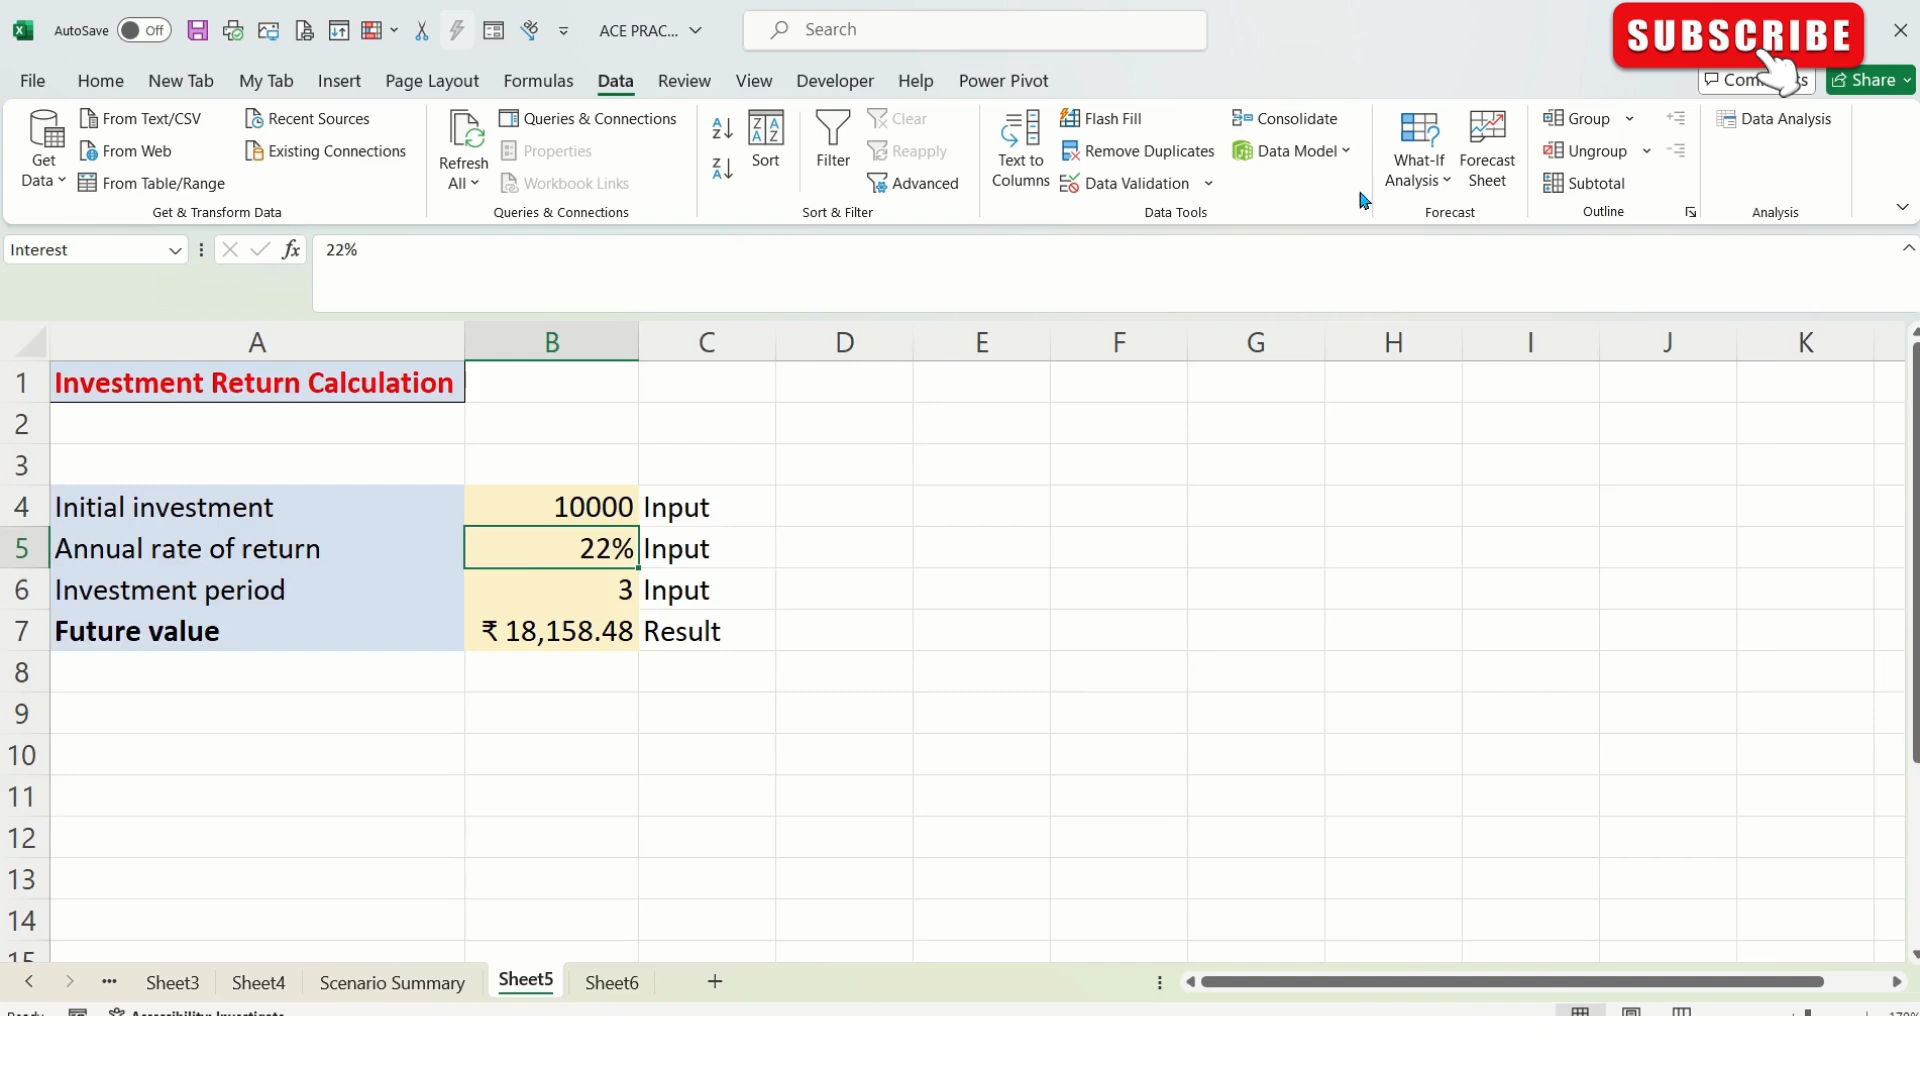 AutoSave Off ACE PRAC... Search SUBSCRIBE
File Home New Tab My Tab Insert Page Layout Formulas Data Review View Developer Help Power Pivot Share
Get Data
From Text/CSV
From Web
From Table/Range
Recent Sources
Existing Connections
Get & Transform Data
Refresh All
Queries & Connections
Properties
Workbook Links
Queries & Connections
Sort
Filter
Clear
Reapply
Advanced
Sort & Filter
Text to Columns
Flash Fill
Remove Duplicates
Data Validation
Consolidate
Data Model
Data Tools
What-If Analysis
Forecast Sheet
Forecast
Group
Ungroup
Subtotal
Outline
Data Analysis
Analysis
Interest fx 22%
A B C D E F G H I J K
1 Investment Return Calculation
2
3
4 Initial investment 10000 Input
5 Annual rate of return 22% Input
6 Investment period 3 Input
7 Future value ₹ 18,158.48 Result
8
9
10
11
12
13
14
15
Sheet3 Sheet4 Scenario Summary Sheet5 Sheet6